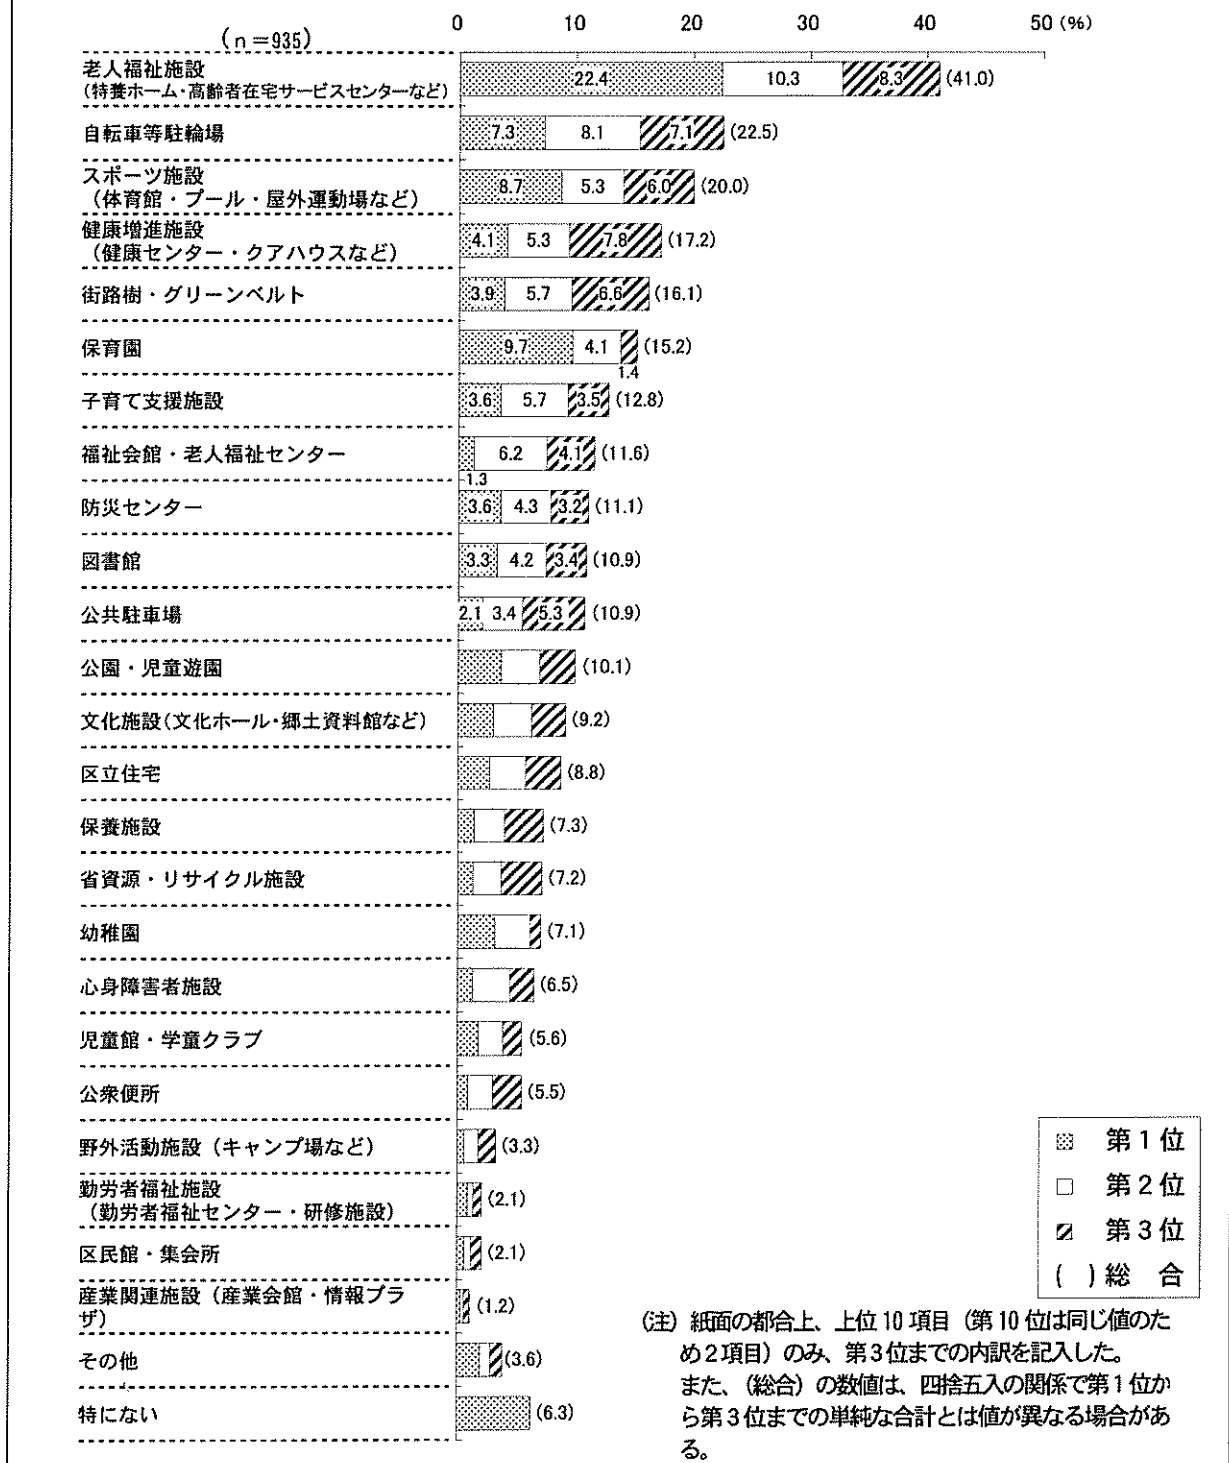 0 10 20 30 40 50 (%)
(n=935)
老人福祉施設
(特養ホーム・高齢者在宅サービスセンターなど)
22.4 10.3 8.3 (41.0)
自転車等駐輪場
7.3 8.1 7.1 (22.5)
スポーツ施設
(体育館・プール・屋外運動場など)
8.7 5.3 6.0 (20.0)
健康増進施設
(健康センター・クアハウスなど)
4.1 5.3 7.8 (17.2)
街路樹・グリーンベルト
3.9 5.7 6.6 (16.1)
保育園
9.7 4.1 (15.2)
1.4
子育て支援施設
3.6 5.7 3.5 (12.8)
福祉会館・老人福祉センター
6.2 4.1 (11.6)
1.3
防災センター
3.6 4.3 3.2 (11.1)
図書館
3.3 4.2 3.4 (10.9)
公共駐車場
2.1 3.4 5.3 (10.9)
公園・児童遊園
(10.1)
文化施設(文化ホール・郷土資料館など)
(9.2)
区立住宅
(8.8)
保養施設
(7.3)
省資源・リサイクル施設
(7.2)
幼稚園
(7.1)
心身障害者施設
(6.5)
児童館・学童クラブ
(5.6)
公衆便所
(5.5)
野外活動施設(キャンプ場など)
(3.3)
勤労者福祉施設
(勤労者福祉センター・研修施設)
(2.1)
区民館・集会所
(2.1)
産業関連施設(産業会館・情報プラ
ザ)
(1.2)
その他
(3.6)
特にない
(6.3)
第1位
第2位
第3位
( )総 合
(注) 紙面の都合上、上位10項目(第10位は同じ値のた
め2項目)のみ、第3位までの内訳を記入した。
また、(総合)の数値は、四捨五入の関係で第1位か
ら第3位までの単純な合計とは値が異なる場合があ
る。